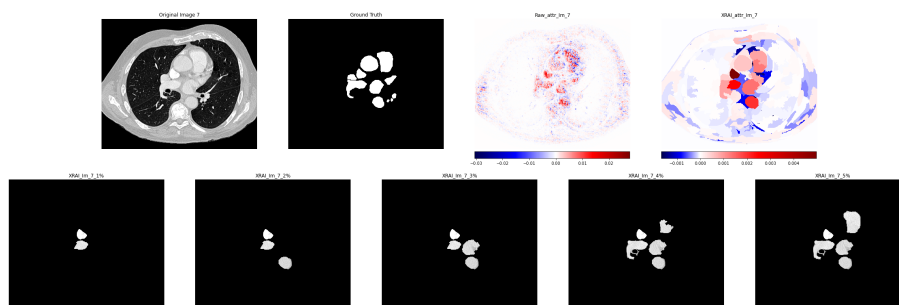 Original Image 7
Ground Truth
Raw_attr_Im_7
XRAI_attr_Im_7
−0.03 −0.02 −0.01 0.00 0.01 0.02
−0.001 0.000 0.001 0.002 0.003 0.004
XRAI_Im_7_1%
XRAI_Im_7_2%
XRAI_Im_7_3%
XRAI_Im_7_4%
XRAI_Im_7_5%